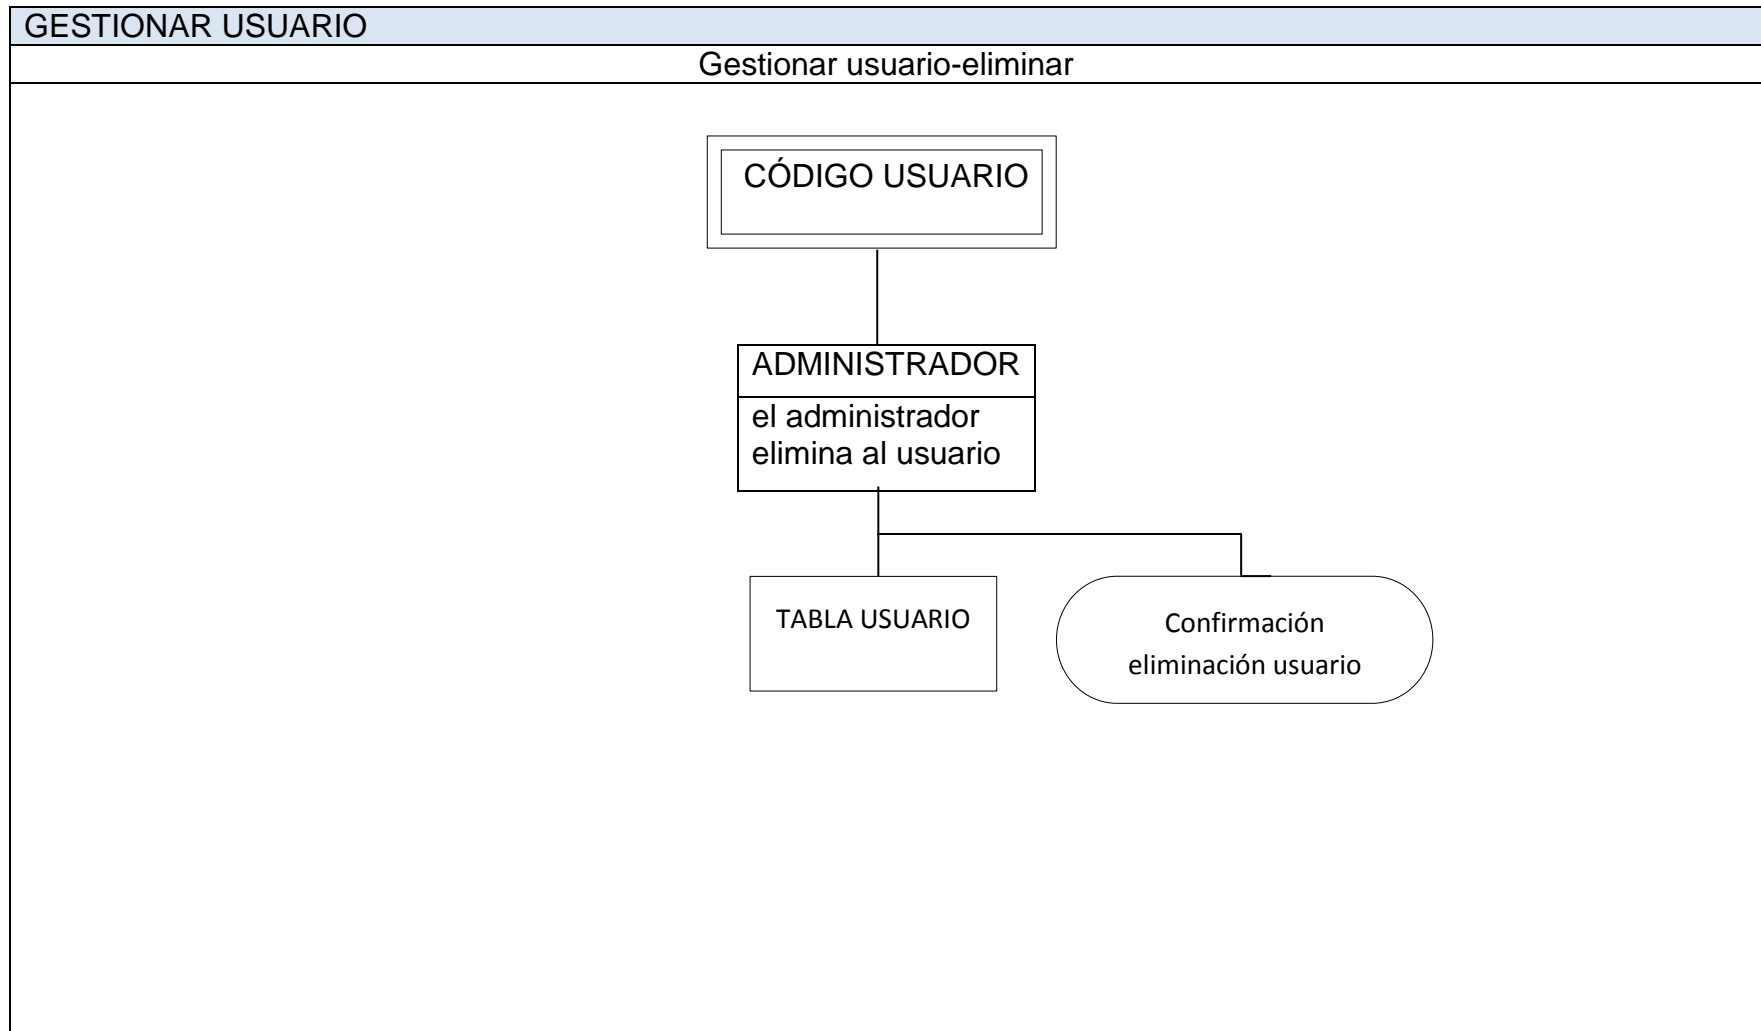 GESTIONAR USUARIO
Gestionar usuario-eliminar
CÓDIGO USUARIO
ADMINISTRADOR
el administrador
elimina al usuario
TABLA USUARIO
Confirmación
eliminación usuario